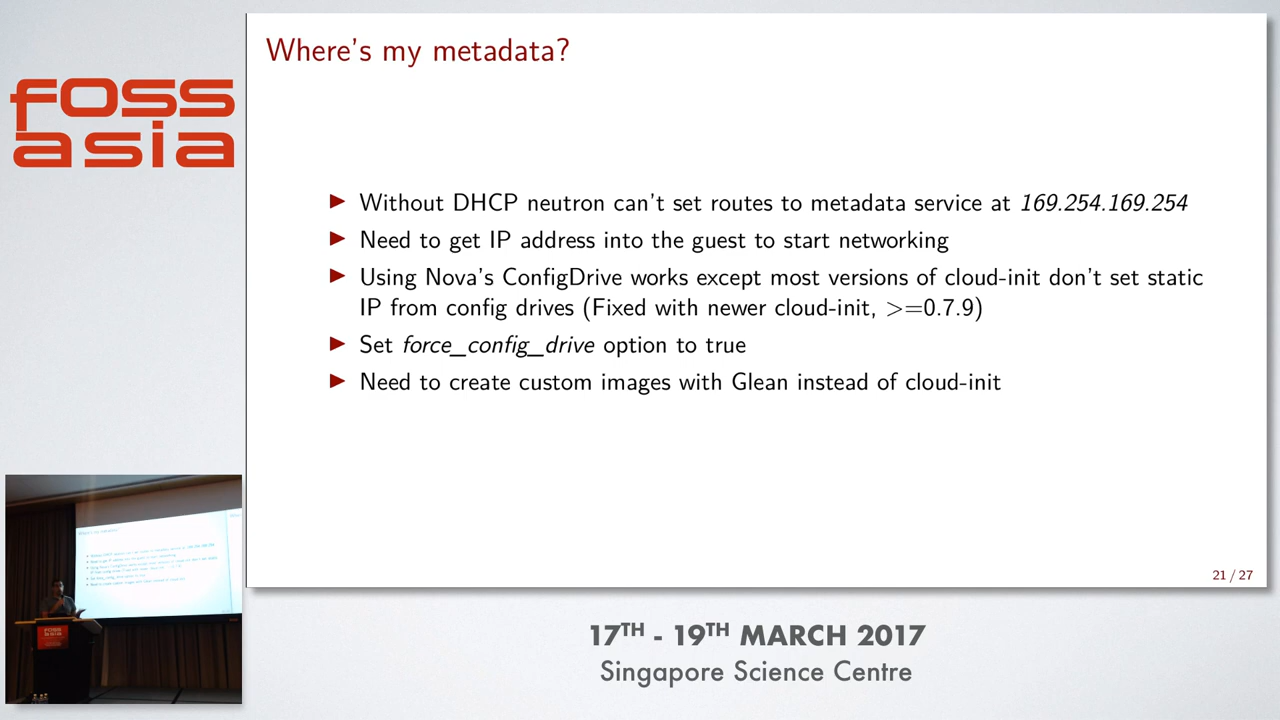 foss
asia
Where's my metadata?
▶ Without DHCP neutron can't set routes to metadata service at 169.254.169.254
▶ Need to get IP address into the guest to start networking
▶ Using Nova's ConfigDrive works except most versions of cloud-init don't set static
IP from config drives (Fixed with newer cloud-init, >=0.7.9)
▶ Set force_config_drive option to true
▶ Need to create custom images with Glean instead of cloud-init
21 / 27
FOSS
ASIA
17TH - 19TH MARCH 2017
Singapore Science Centre